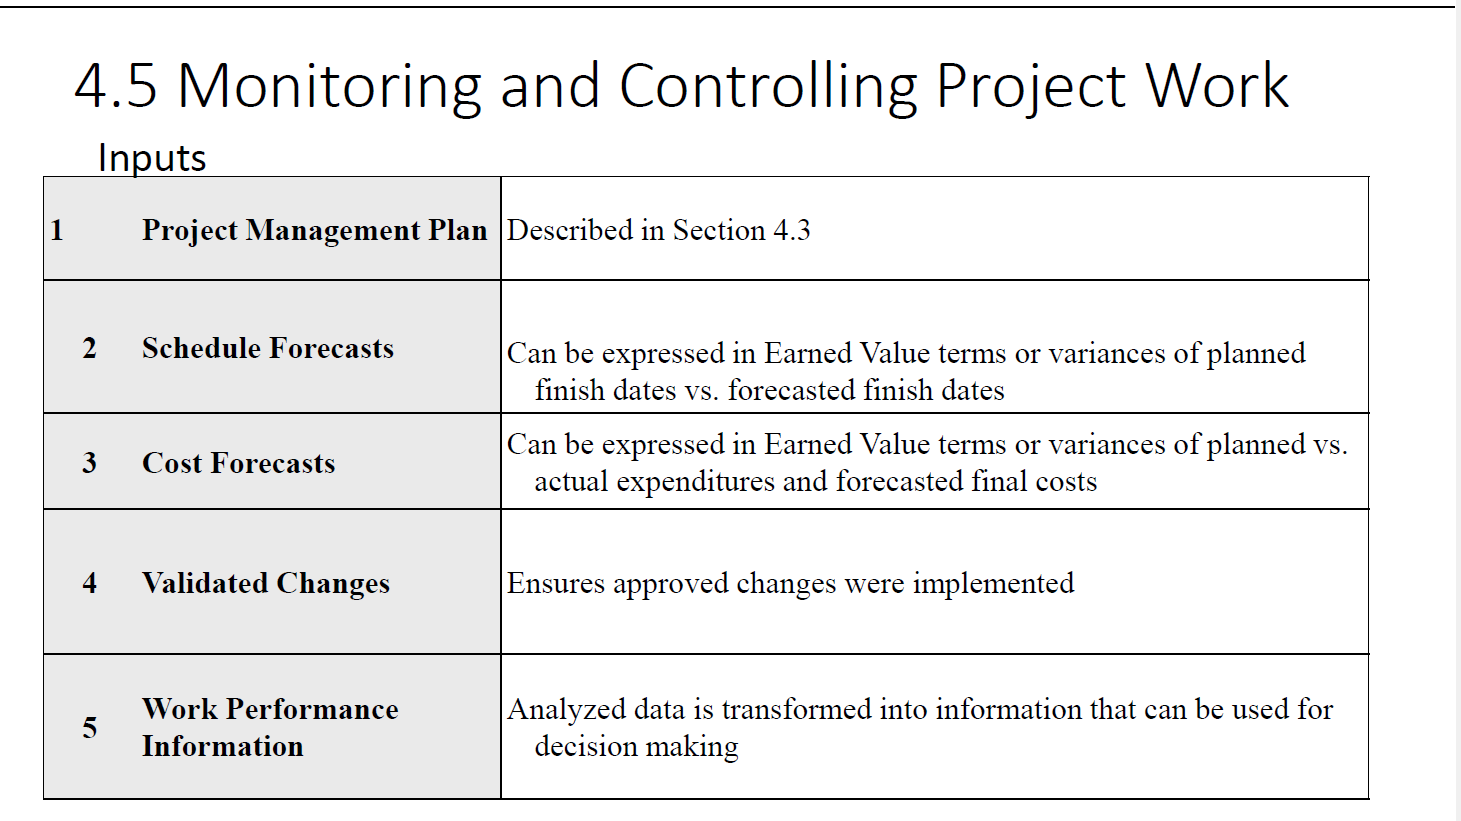 4.5 Monitoring and Controlling Project Work
Inputs
1 Project Management Plan Described in Section 4.3
2 Schedule Forecasts Can be expressed in Earned Value terms or variances of planned
finish dates vs. forecasted finish dates
3 Cost Forecasts Can be expressed in Earned Value terms or variances of planned vs.
actual expenditures and forecasted final costs
4 Validated Changes Ensures approved changes were implemented
5 Work Performance
Information
Analyzed data is transformed into information that can be used for
decision making